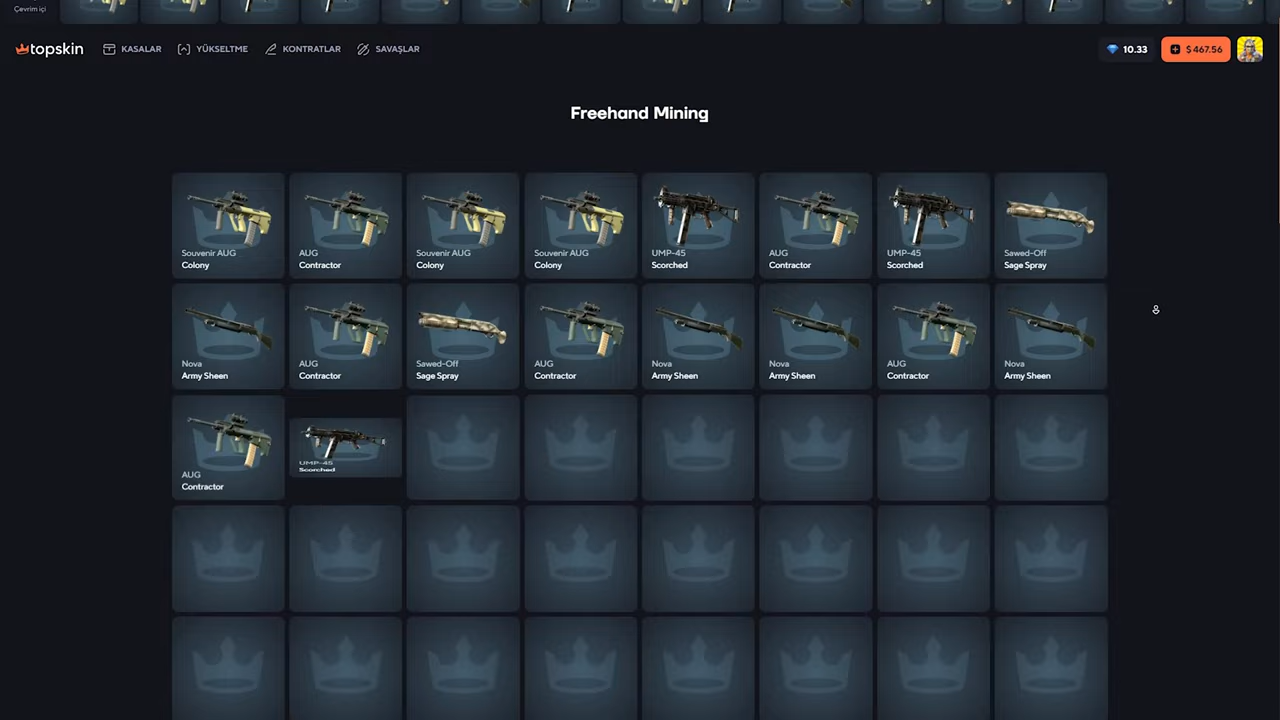 Çevrim içi
topskin KASALAR YÜKSELTME KONTRATLAR SAVAŞLAR 10.33 $ 467.56
Freehand Mining
Souvenir AUG AUG Souvenir AUG Souvenir AUG UMP-45 AUG UMP-45 Sawed-Off
Colony Contractor Colony Colony Scorched Contractor Scorched Sage Spray
Nova AUG Sawed-Off AUG Nova Nova AUG Nova
Army Sheen Contractor Sage Spray Contractor Army Sheen Army Sheen Contractor Army Sheen
AUG UMP-45
Contractor Scorched